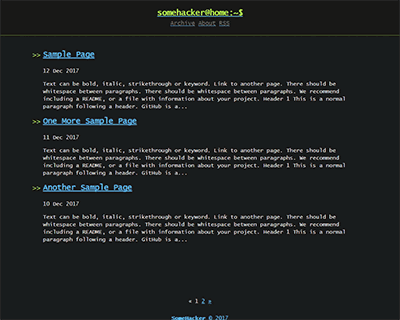 somehacker@home:~$
Archive About RSS
>> Sample Page
12 Dec 2017
Text can be bold, italic, strikethrough or keyword. Link to another page. There should be
whitespace between paragraphs. There should be whitespace between paragraphs. We recommend
including a README, or a file with information about your project. Header 1 This is a normal
paragraph following a header. GitHub is a...
>> One More Sample Page
11 Dec 2017
Text can be bold, italic, strikethrough or keyword. Link to another page. There should be
whitespace between paragraphs. There should be whitespace between paragraphs. We recommend
including a README, or a file with information about your project. Header 1 This is a normal
paragraph following a header. GitHub is a...
>> Another Sample Page
10 Dec 2017
Text can be bold, italic, strikethrough or keyword. Link to another page. There should be
whitespace between paragraphs. There should be whitespace between paragraphs. We recommend
including a README, or a file with information about your project. Header 1 This is a normal
paragraph following a header. GitHub is a...
« 1 2 »
SomeHacker © 2017